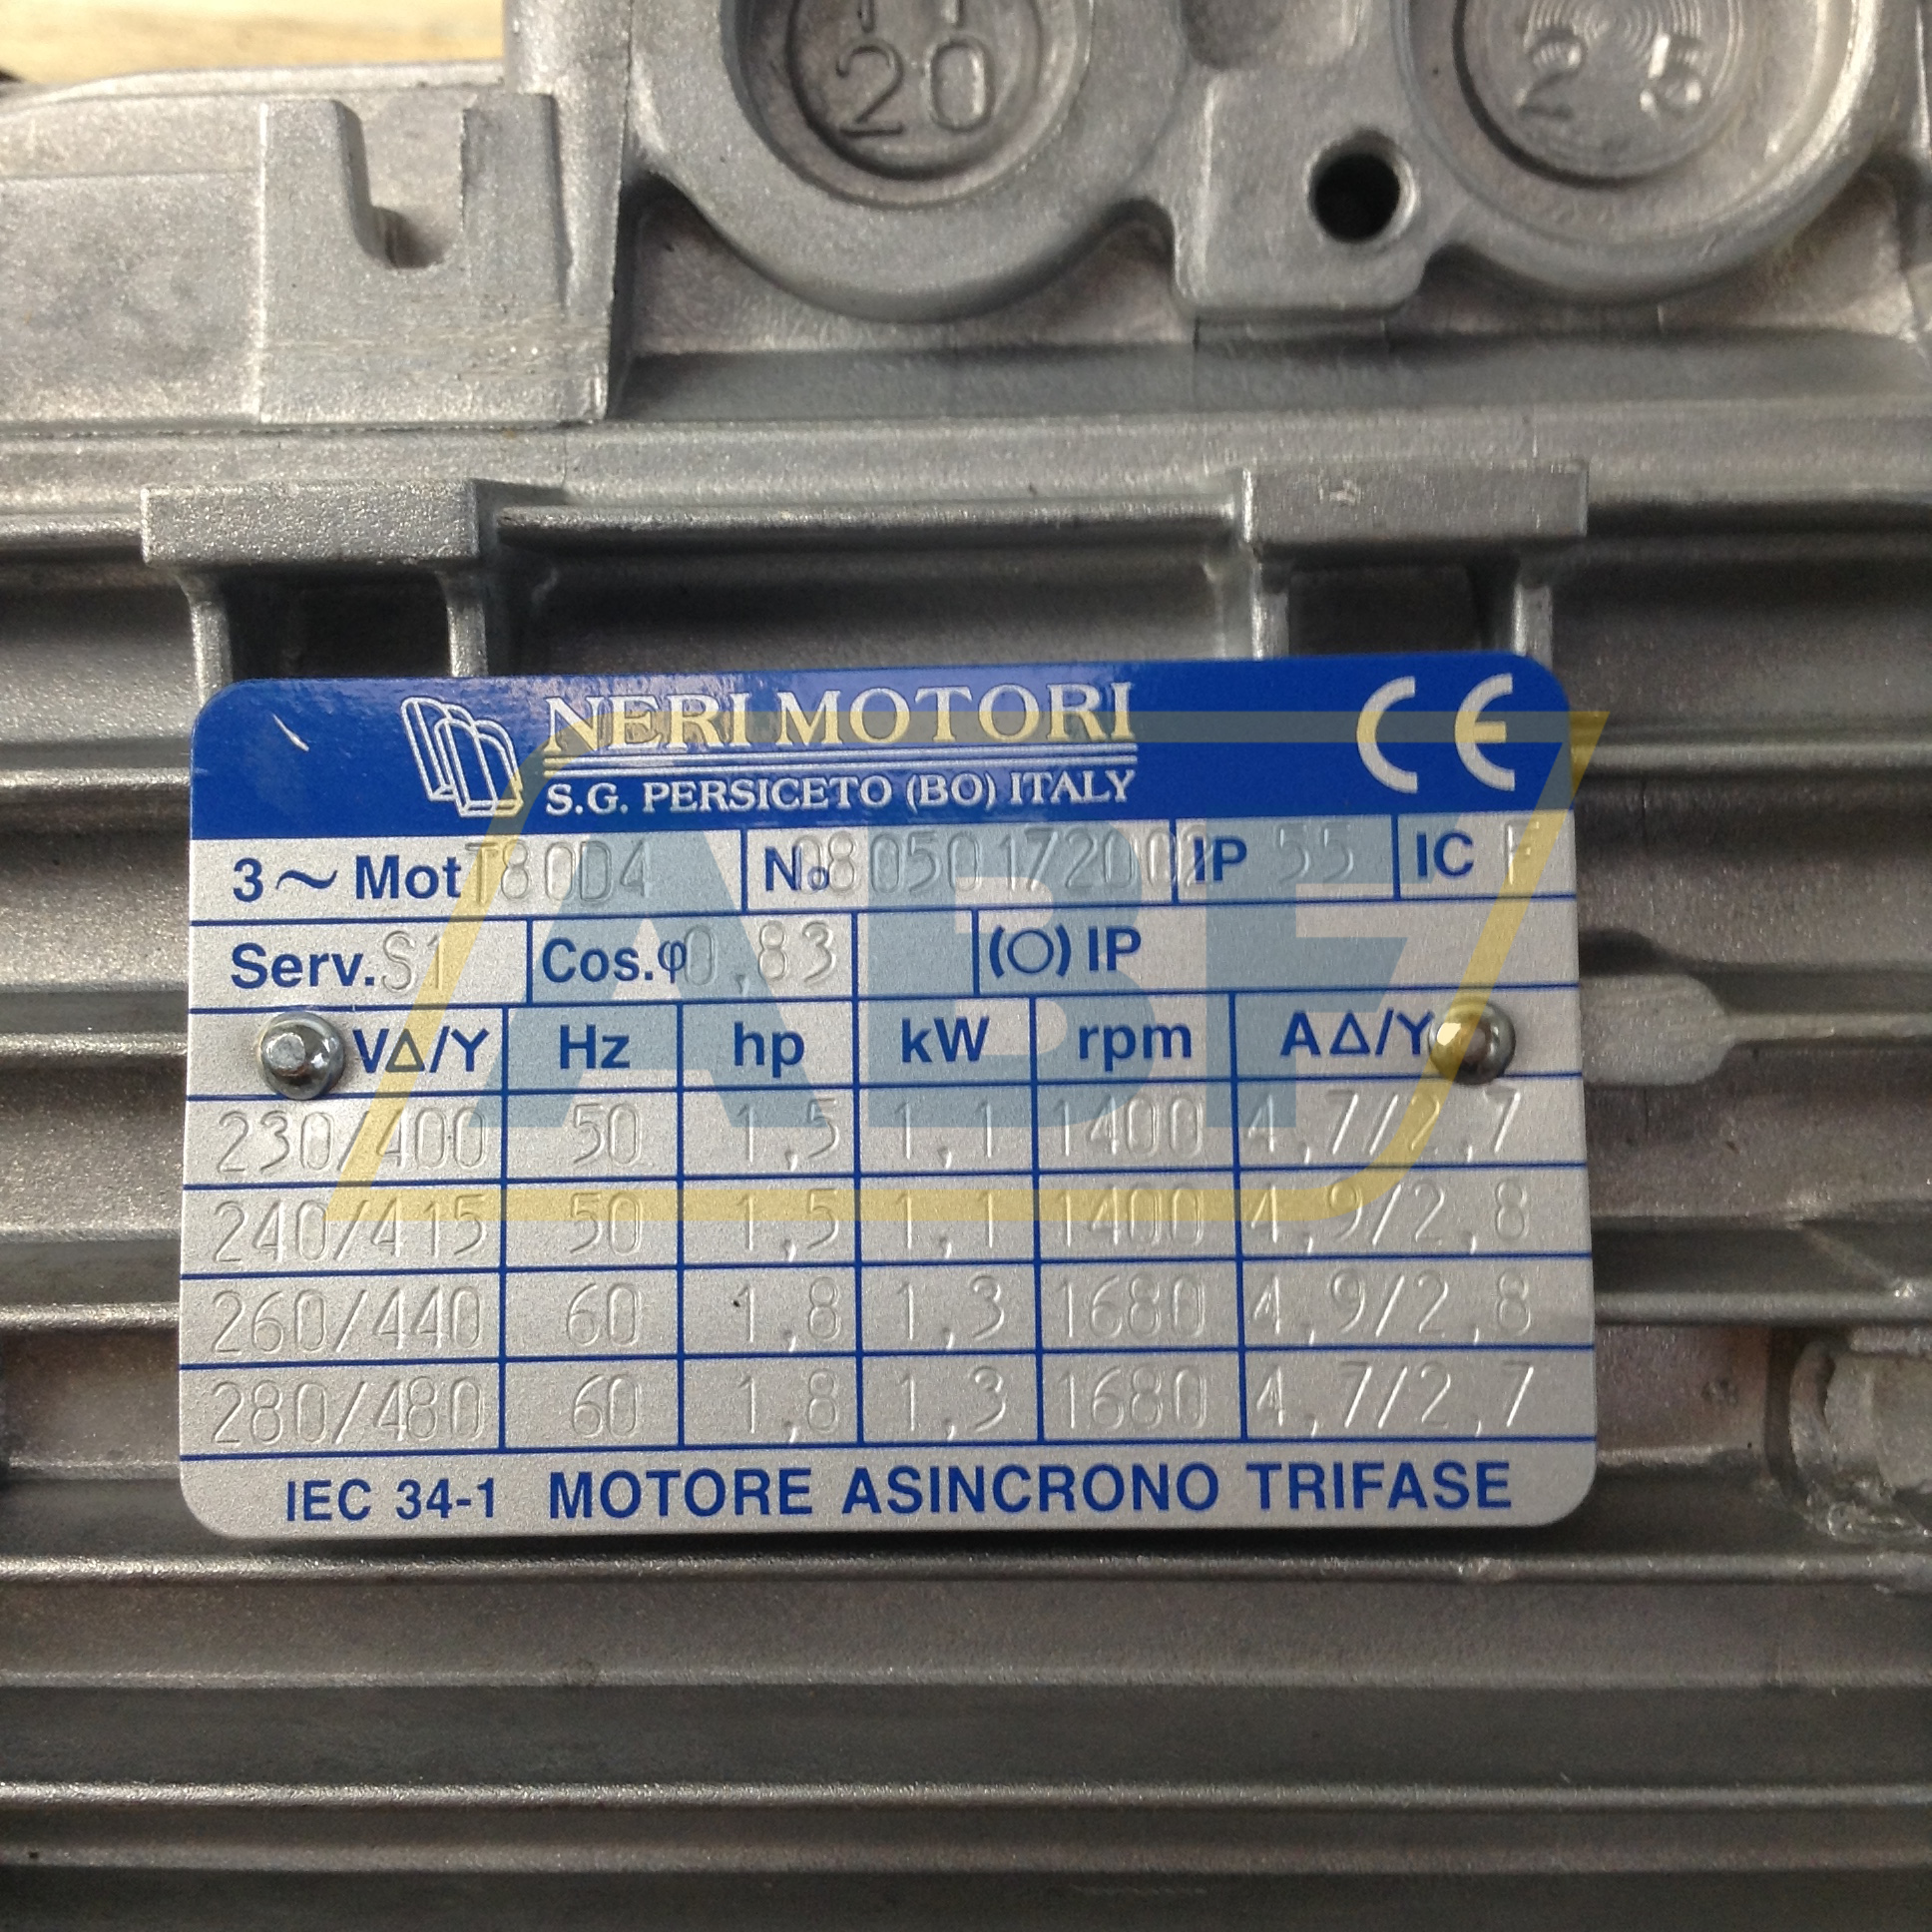 20
25
NERI MOTORI
S.G. PERSICETO (BO) ITALY
CE
3~ Mot T80D4 No 08050172002 IP 55 IC F
Serv. S1 Cos.φ 0,83 (○) IP
VΔ/Y Hz hp kW rpm AΔ/Y
230/400 50 1,5 1,1 1400 4,7/2,7
240/415 50 1,5 1,1 1400 4,9/2,8
260/440 60 1,8 1,3 1680 4,9/2,8
280/480 60 1,8 1,3 1680 4,7/2,7
IEC 34-1 MOTORE ASINCRONO TRIFASE
ABF